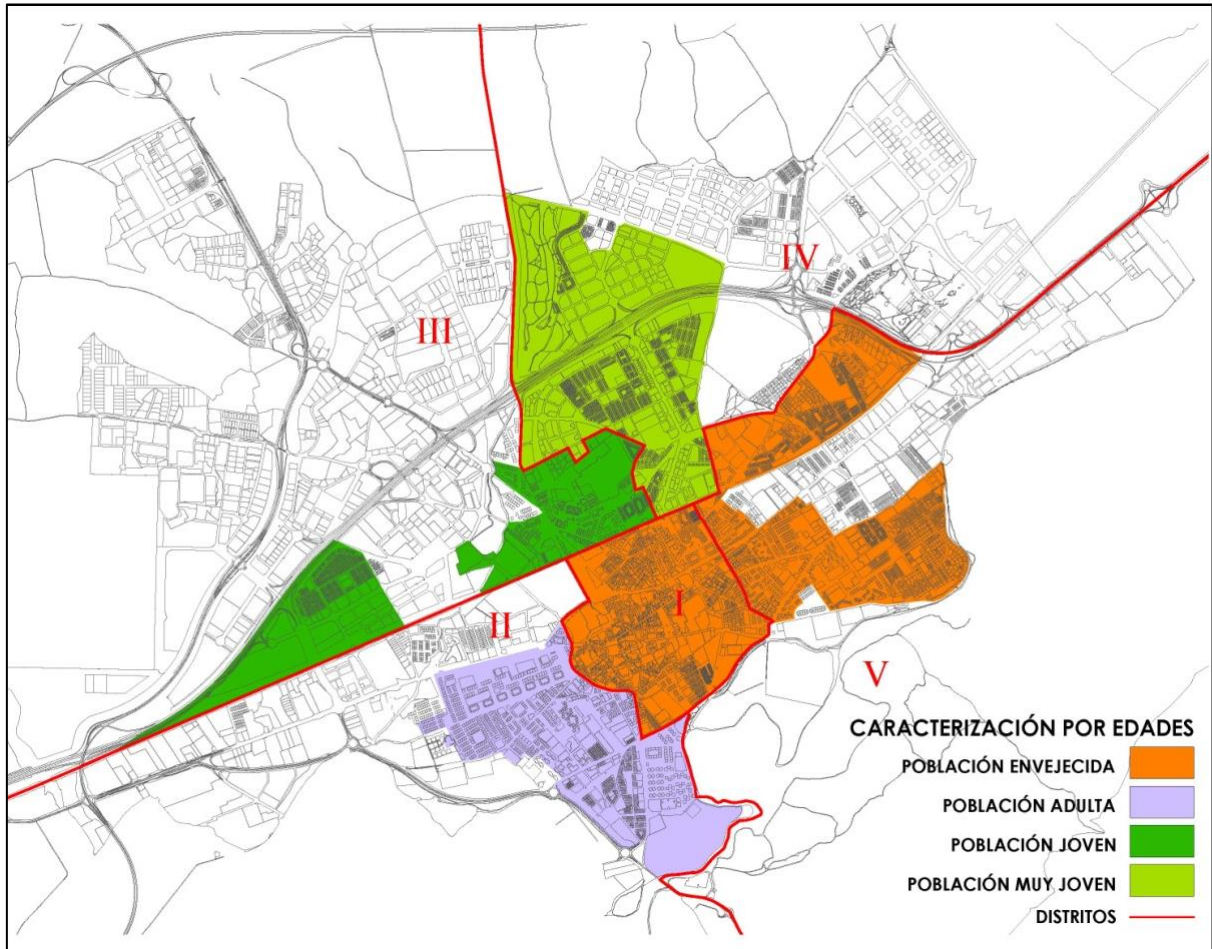 IV
III
I
II
V
CARACTERIZACIÓN POR EDADES
POBLACIÓN ENVEJECIDA
POBLACIÓN ADULTA
POBLACIÓN JOVEN
POBLACIÓN MUY JOVEN
DISTRITOS